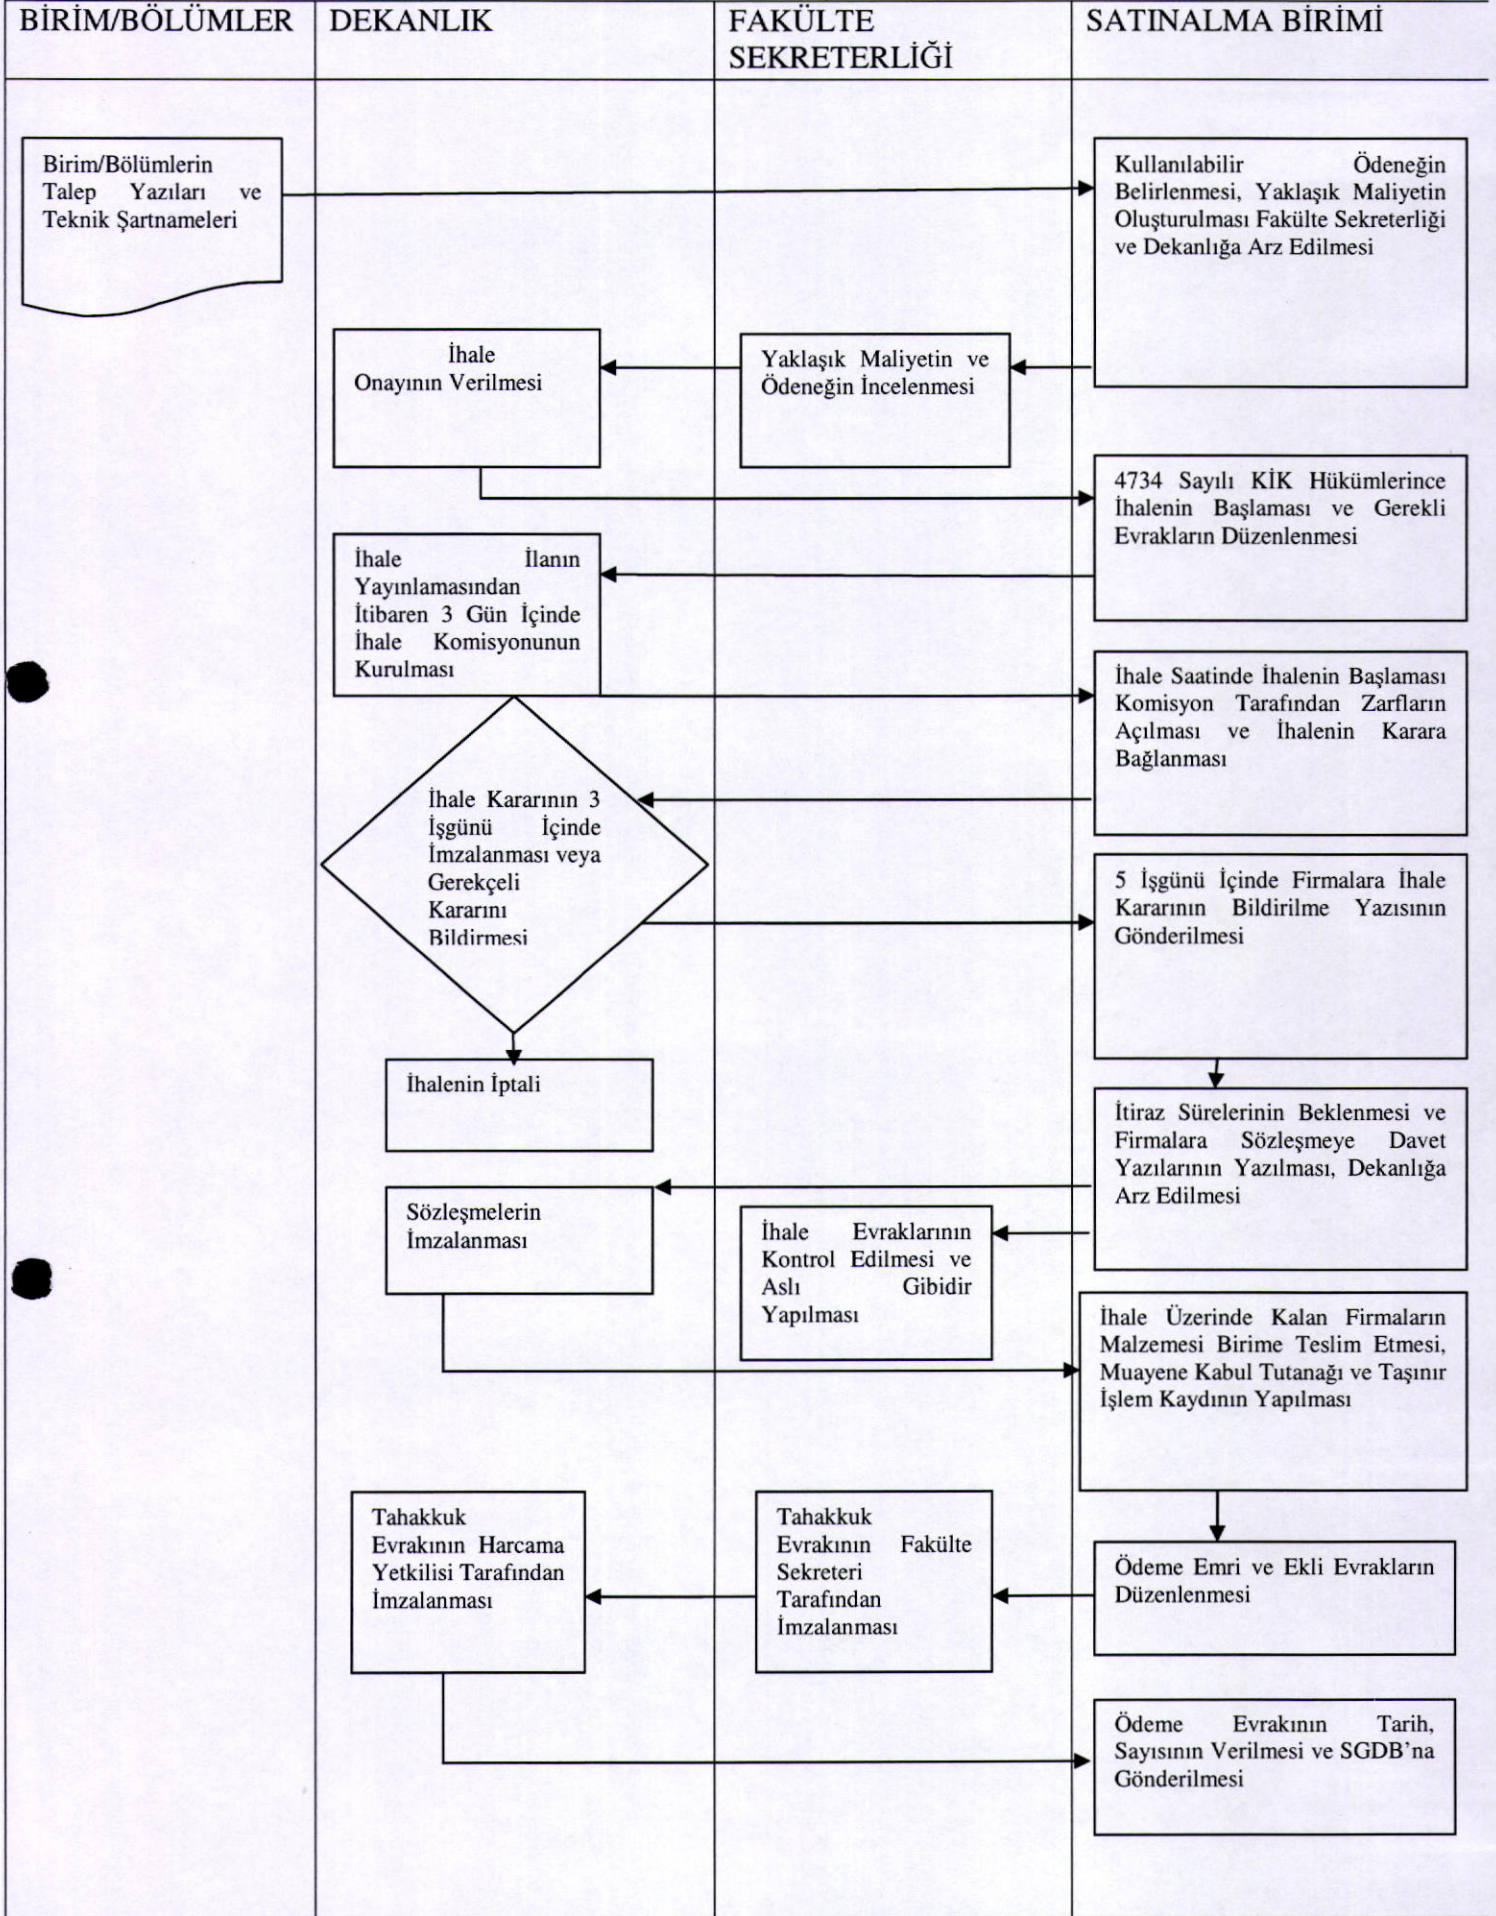 BİRİM/BÖLÜMLER
DEKANLIK
FAKÜLTE
SEKRETERLİĞİ
SATINALMA BİRİMİ
Birim/Bölümlerin
Talep Yazıları ve
Teknik Şartnameleri
Kullanılabilir Ödeneğin
Belirlenmesi, Yaklaşık Maliyetin
Oluşturulması Fakülte Sekreterliği
ve Dekanlığa Arz Edilmesi
İhale
Onayının Verilmesi
Yaklaşık Maliyetin ve
Ödeneğin İncelenmesi
4734 Sayılı KİK Hükümlerince
İhalenin Başlaması ve Gerekli
Evrakların Düzenlenmesi
İhale İlanın
Yayınlamasından
İtibaren 3 Gün İçinde
İhale Komisyonunun
Kurulması
İhale Saatinde İhalenin Başlaması
Komisyon Tarafından Zarfların
Açılması ve İhalenin Karara
Bağlanması
İhale Kararının 3
İşgünü İçinde
İmzalanması veya
Gerekçeli
Kararını
Bildirmesi
5 İşgünü İçinde Firmalara İhale
Kararının Bildirilme Yazısının
Gönderilmesi
İhalenin İptali
İtiraz Sürelerinin Beklenmesi ve
Firmalara Sözleşmeye Davet
Yazılarının Yazılması, Dekanlığa
Arz Edilmesi
Sözleşmelerin
İmzalanması
İhale Evraklarının
Kontrol Edilmesi ve
Aslı Gibidir
Yapılması
İhale Üzerinde Kalan Firmaların
Malzemesi Birime Teslim Etmesi,
Muayene Kabul Tutanağı ve Taşınır
İşlem Kaydının Yapılması
Tahakkuk
Evrakının Harcama
Yetkilisi Tarafından
İmzalanması
Tahakkuk
Evrakının Fakülte
Sekreteri
Tarafından
İmzalanması
Ödeme Emri ve Ekli Evrakların
Düzenlenmesi
Ödeme Evrakının Tarih,
Sayısının Verilmesi ve SGDB’na
Gönderilmesi